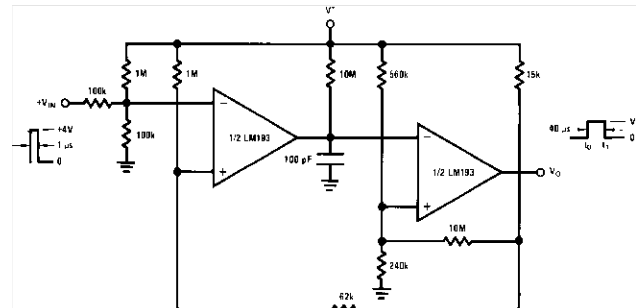 V+
1M
1M
10M
560k
15k
100k
+VIN
100k
+4V
1 µs
0
−
1/2 LM193
+
100 pF
−
1/2 LM193
+
VO
40 µs
V
0
t0 t1
10M
240k
62k